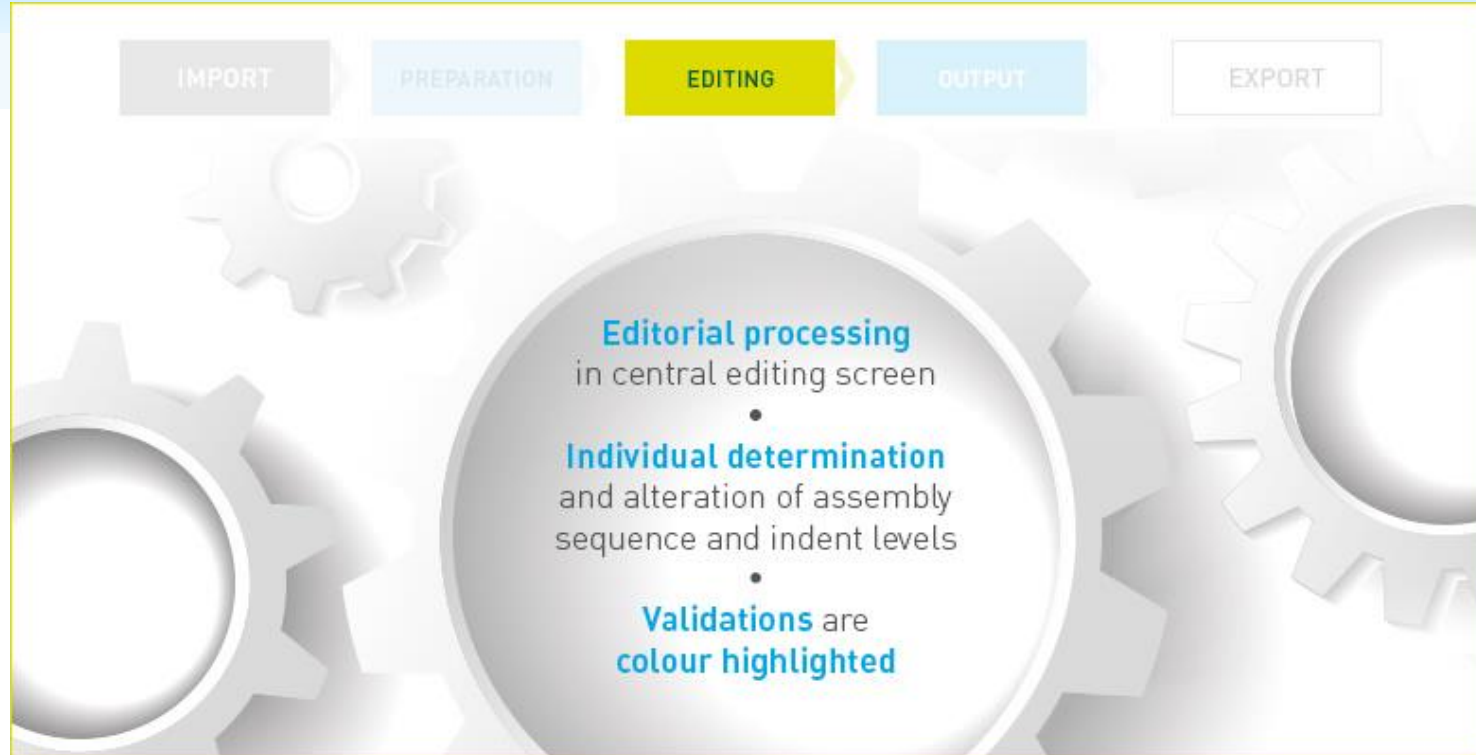 IMPORT
PREPARATION
EDITING
OUTPUT
EXPORT
Editorial processing
in central editing screen
•
Individual determination
and alteration of assembly
sequence and indent levels
•
Validations are
colour highlighted